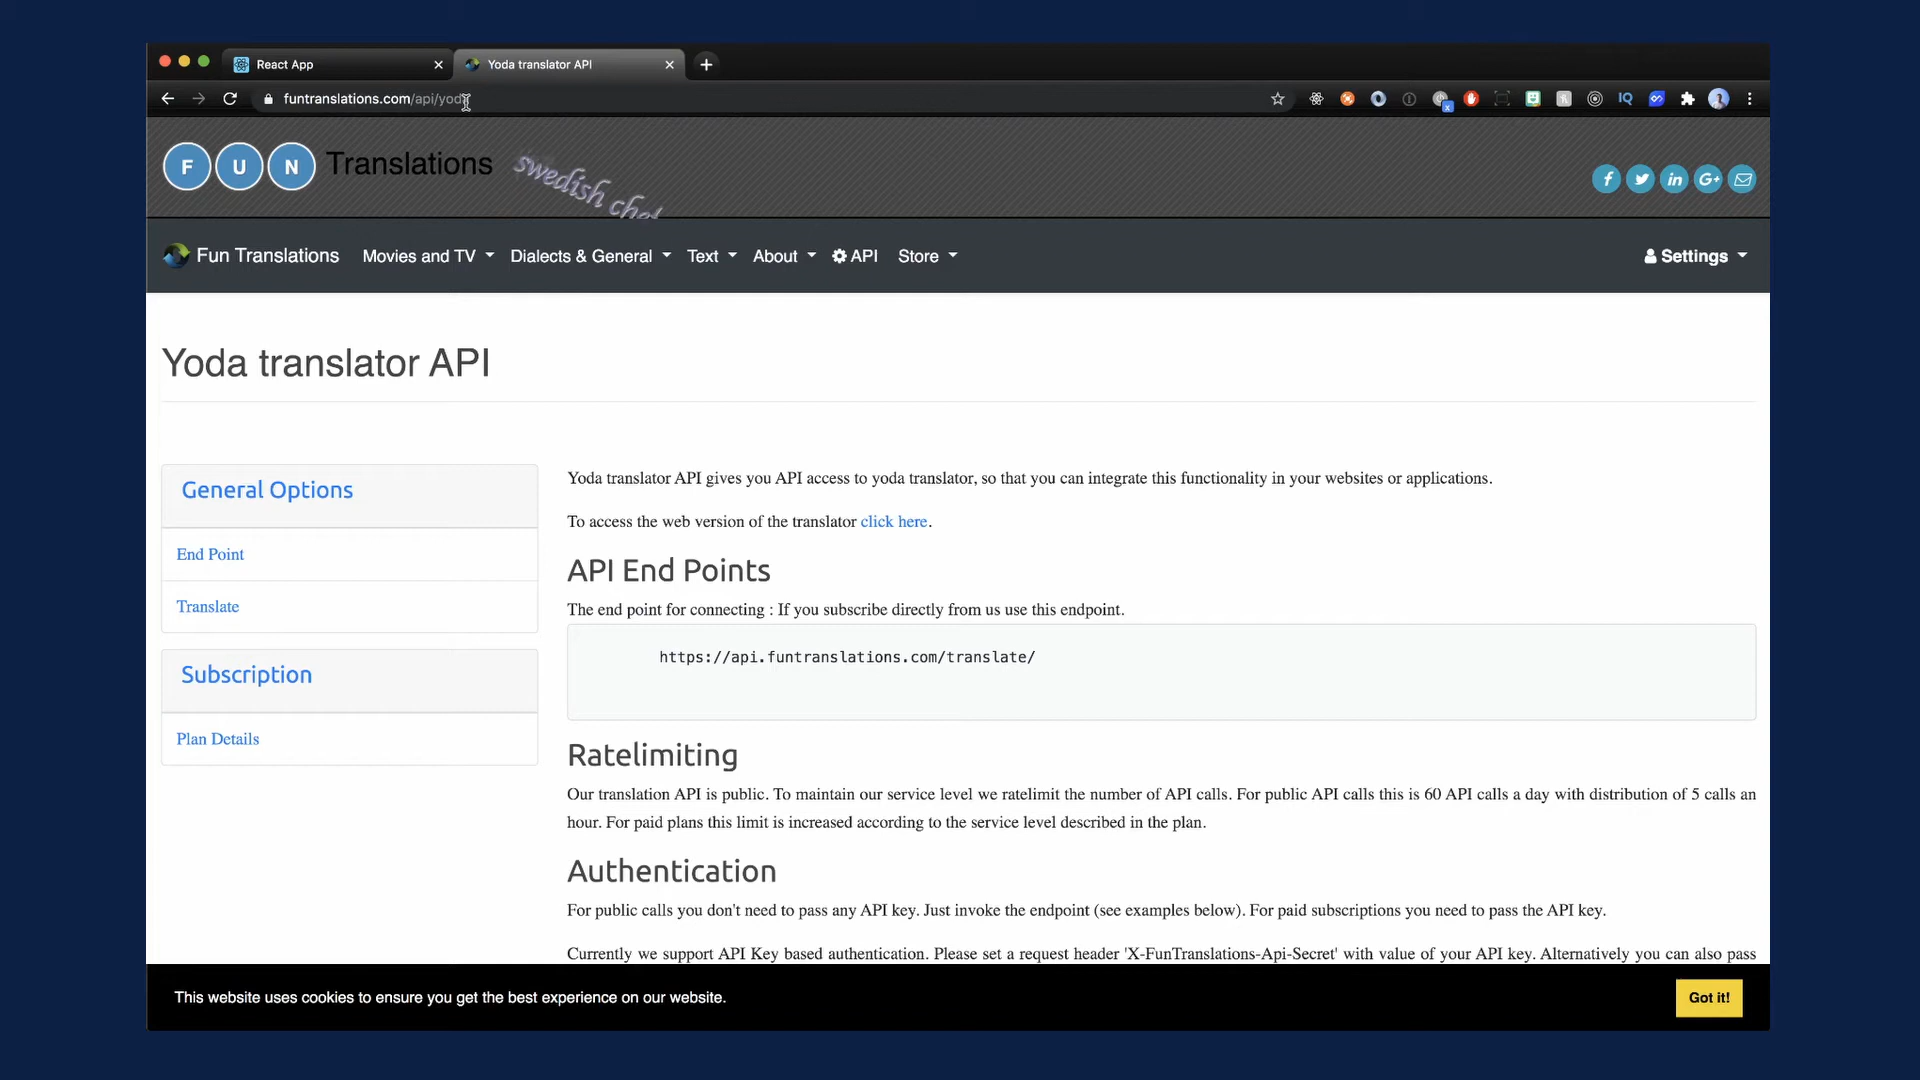 React App
Yoda translator API
funtranslations.com/api/yod
F U N Translations
swedish chef
Fun Translations Movies and TV Dialects & General Text About API Store Settings
Yoda translator API
General Options
End Point
Translate
Subscription
Plan Details
Yoda translator API gives you API access to yoda translator, so that you can integrate this functionality in your websites or applications.
To access the web version of the translator click here.
API End Points
The end point for connecting : If you subscribe directly from us use this endpoint.
https://api.funtranslations.com/translate/
Ratelimiting
Our translation API is public. To maintain our service level we ratelimit the number of API calls. For public API calls this is 60 API calls a day with distribution of 5 calls an
hour. For paid plans this limit is increased according to the service level described in the plan.
Authentication
For public calls you don't need to pass any API key. Just invoke the endpoint (see examples below). For paid subscriptions you need to pass the API key.
Currently we support API Key based authentication. Please set a request header 'X-FunTranslations-Api-Secret' with value of your API key. Alternatively you can also pass
This website uses cookies to ensure you get the best experience on our website.
Got it!